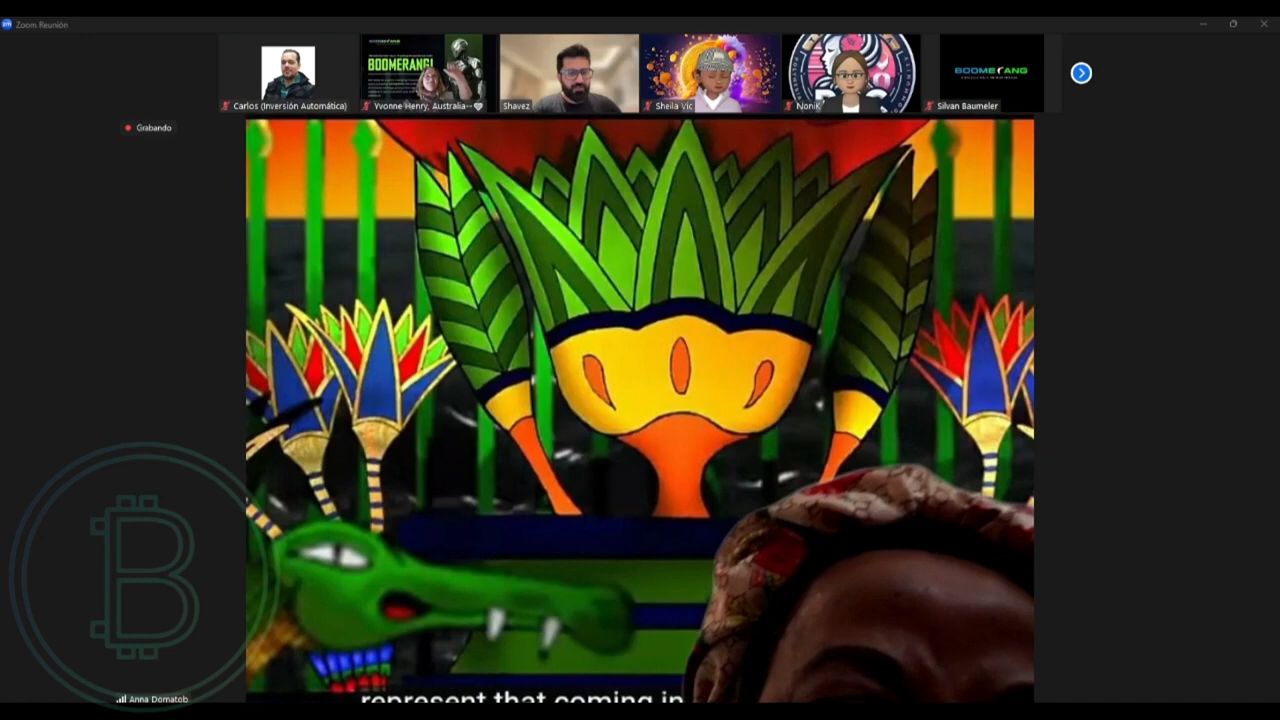 zm Zoom Reunión
BOOMERANG!
BOOMERANG
Carlos (Inversión Automática)
Yvonne Henry, Australia--
Shavez
Sheila Vic
NoniK
Silvan Baumeler
Grabando
Anna Domatob
represent that coming in